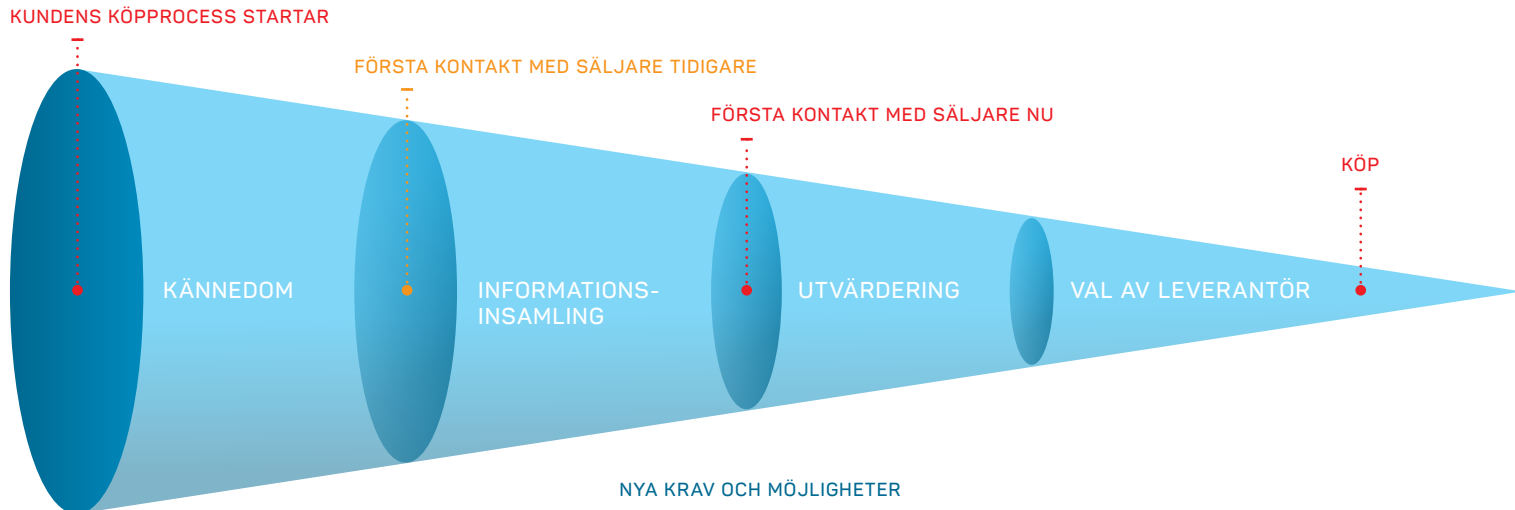 KUNDENS KÖPPROCESS STARTAR
FÖRSTA KONTAKT MED SÄLJARE TIDIGARE
FÖRSTA KONTAKT MED SÄLJARE NU
KÖP
KÄNNEDOM
INFORMATIONS-
INSAMLING
UTVÄRDERING
VAL AV LEVERANTÖR
NYA KRAV OCH MÖJLIGHETER